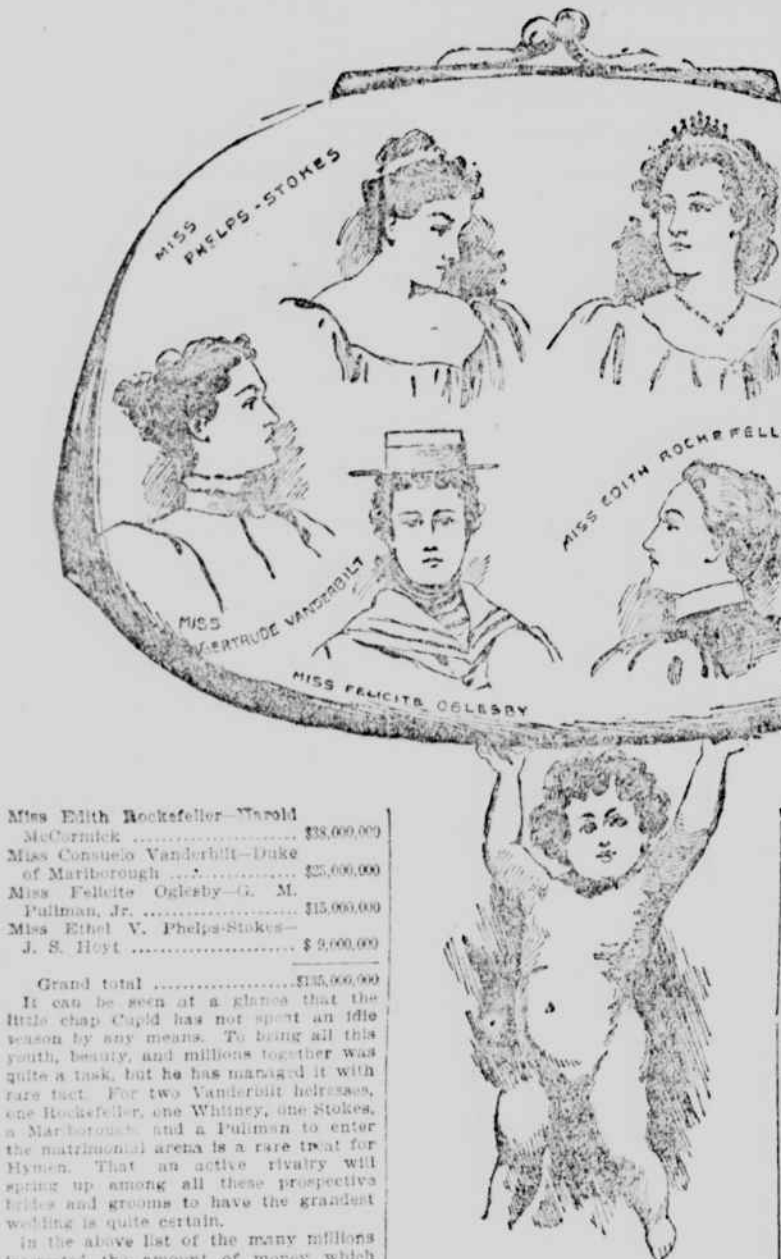 MISS
PHELPS-STOKES
MISS EDITH ROCKEFELL
MISS
GERTRUDE VANDERBILT
MISS FELICITE OGLESBY
Miss Edith Rockefeller—Harold
McCormick ..................... $38,000,000
Miss Consuelo Vanderbilt—Duke
of Marlborough ............... $25,000,000
Miss Felicite Oglesby—G. M.
Pullman, Jr. ................... $15,000,000
Miss Ethel V. Phelps-Stokes—
J. S. Hoyt ..................... $ 9,000,000
Grand total ...................$135,000,000
It can be seen at a glance that the
little chap Cupid has not spent an idle
season by any means. To bring all this
youth, beauty, and millions together was
quite a task, but he has managed it with
rare tact. For two Vanderbilt heiresses,
one Rockefeller, one Whitney, one Stokes,
a Marlborough and a Pullman to enter
the matrimonial arena is a rare treat for
Hymen. That an active rivalry will
spring up among all these prospective
brides and grooms to have the grandest
wedding is quite certain.
In the above list of the many millions
the amount of money which